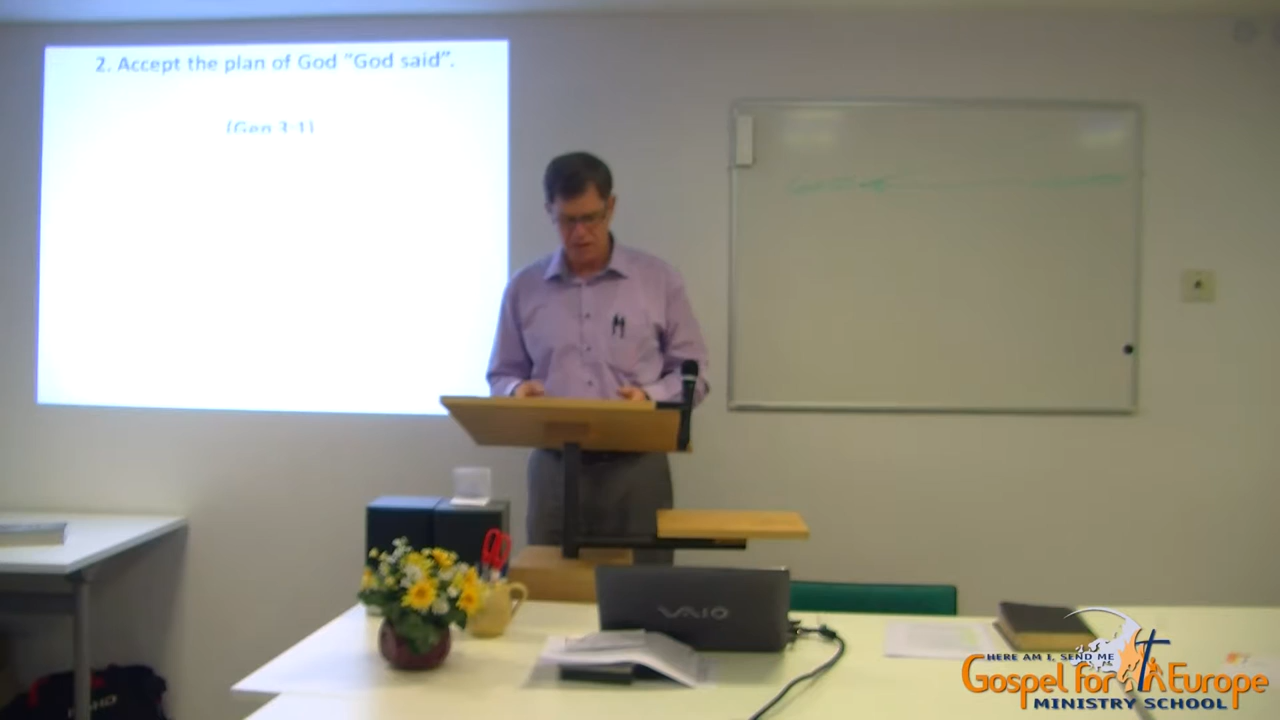 2. Accept the plan of God "God said".
(Gen 3:1)
VAIO
HERE AM I, SEND ME
Gospel for Europe
MINISTRY SCHOOL